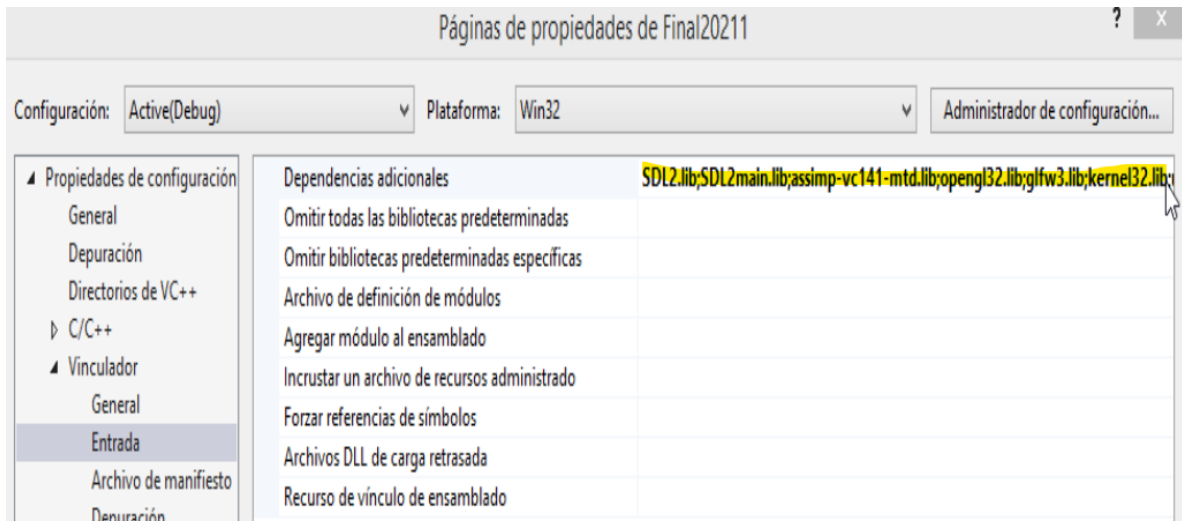 Páginas de propiedades de Final20211 ? X
Configuración: Active(Debug) Plataforma: Win32 Administrador de configuración...
Propiedades de configuración
General
Depuración
Directorios de VC++
C/C++
Vinculador
General
Entrada
Archivo de manifiesto
Depuración
Dependencias adicionales SDL2.lib;SDL2main.lib;assimp-vc141-mtd.lib;opengl32.lib;glfw3.lib;kernel32.lib;
Omitir todas las bibliotecas predeterminadas
Omitir bibliotecas predeterminadas específicas
Archivo de definición de módulos
Agregar módulo al ensamblado
Incrustar un archivo de recursos administrado
Forzar referencias de símbolos
Archivos DLL de carga retrasada
Recurso de vínculo de ensamblado